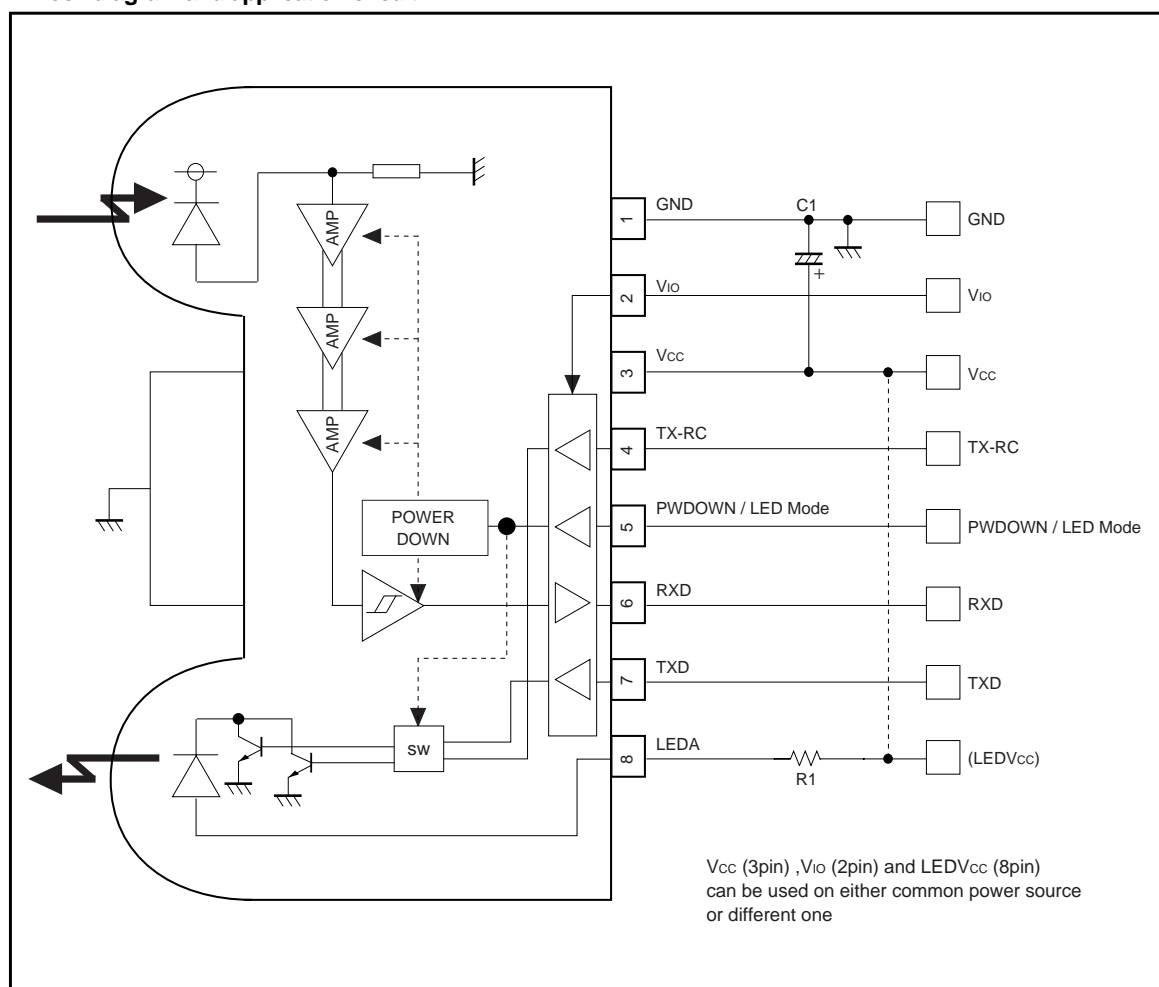 AMP
AMP
AMP
POWER
DOWN
sw
1 GND C1 GND
+
2 VIO VIO
3 VCC VCC
4 TX-RC TX-RC
5 PWDOWN / LED Mode PWDOWN / LED Mode
6 RXD RXD
7 TXD TXD
8 LEDA R1 (LEDVCC)
VCC (3pin) ,VIO (2pin) and LEDVCC (8pin)
can be used on either common power source
or different one